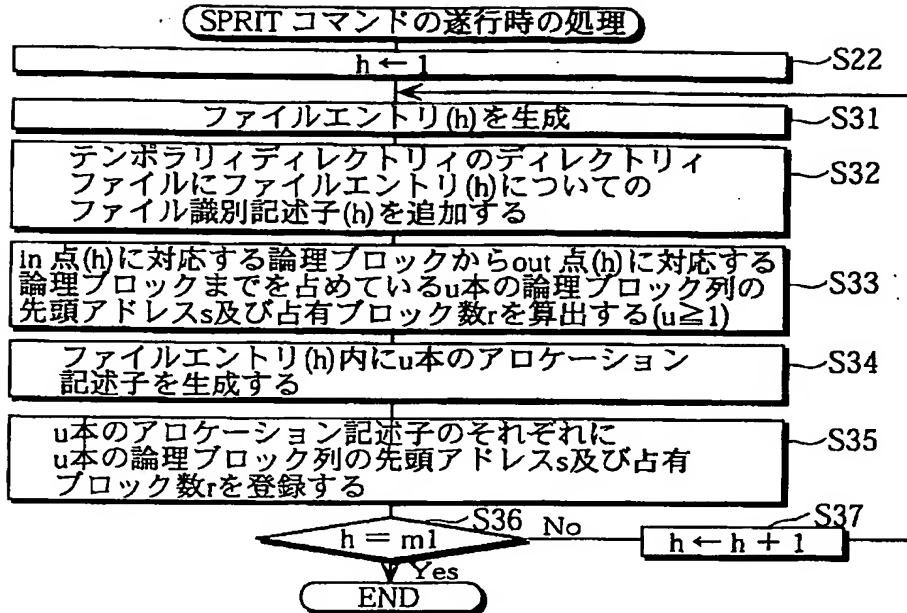 SPRIT コマンドの遂行時の処理
h ← 1
S22
ファイルエントリ(h)を生成
S31
テンポラリィディレクトリィのディレクトリィ
ファイルにファイルエントリ(h)についての
ファイル識別記述子(h)を追加する
S32
in 点(h)に対応する論理ブロックからout 点(h)に対応する
論理ブロックまでを占めているu本の論理ブロック列の
先頭アドレスs及び占有ブロック数rを算出する(u≧1)
S33
ファイルエントリ(h)内にu本のアロケーション
記述子を生成する
S34
u本のアロケーション記述子のそれぞれに
u本の論理ブロック列の先頭アドレスs及び占有
ブロック数rを登録する
S35
S36
h = m1
No
S37
h ← h + 1
Yes
END